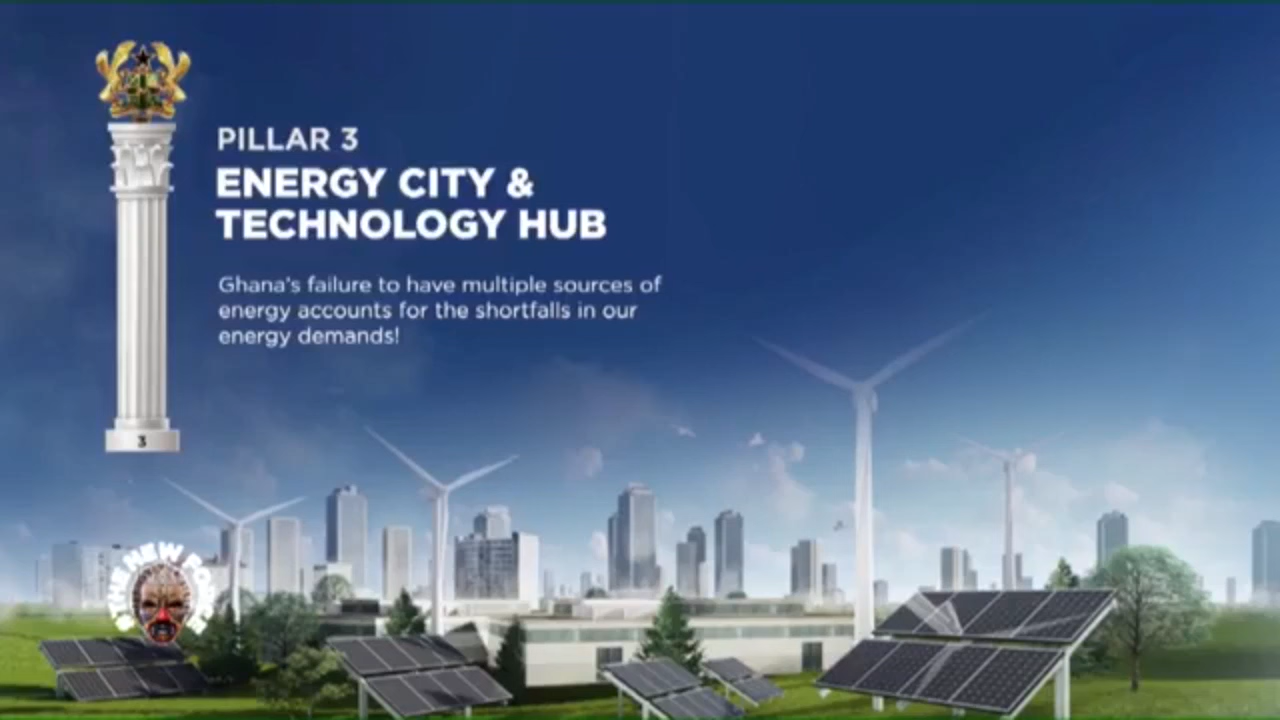 PILLAR 3
ENERGY CITY &
TECHNOLOGY HUB
Ghana's failure to have multiple sources of
energy accounts for the shortfalls in our
energy demands!
3
THE NEW